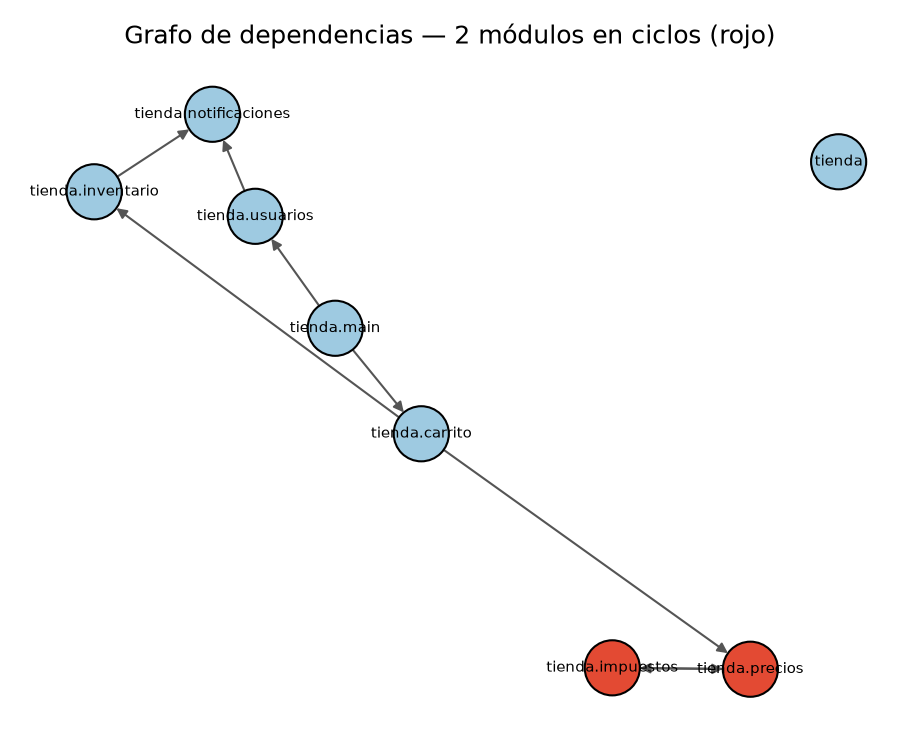 Grafo de dependencias — 2 módulos en ciclos (rojo)
tienda.notificaciones
tienda
tienda.inventario
tienda.usuarios
tienda.main
tienda.carrito
tienda.impuestos
tienda.precios